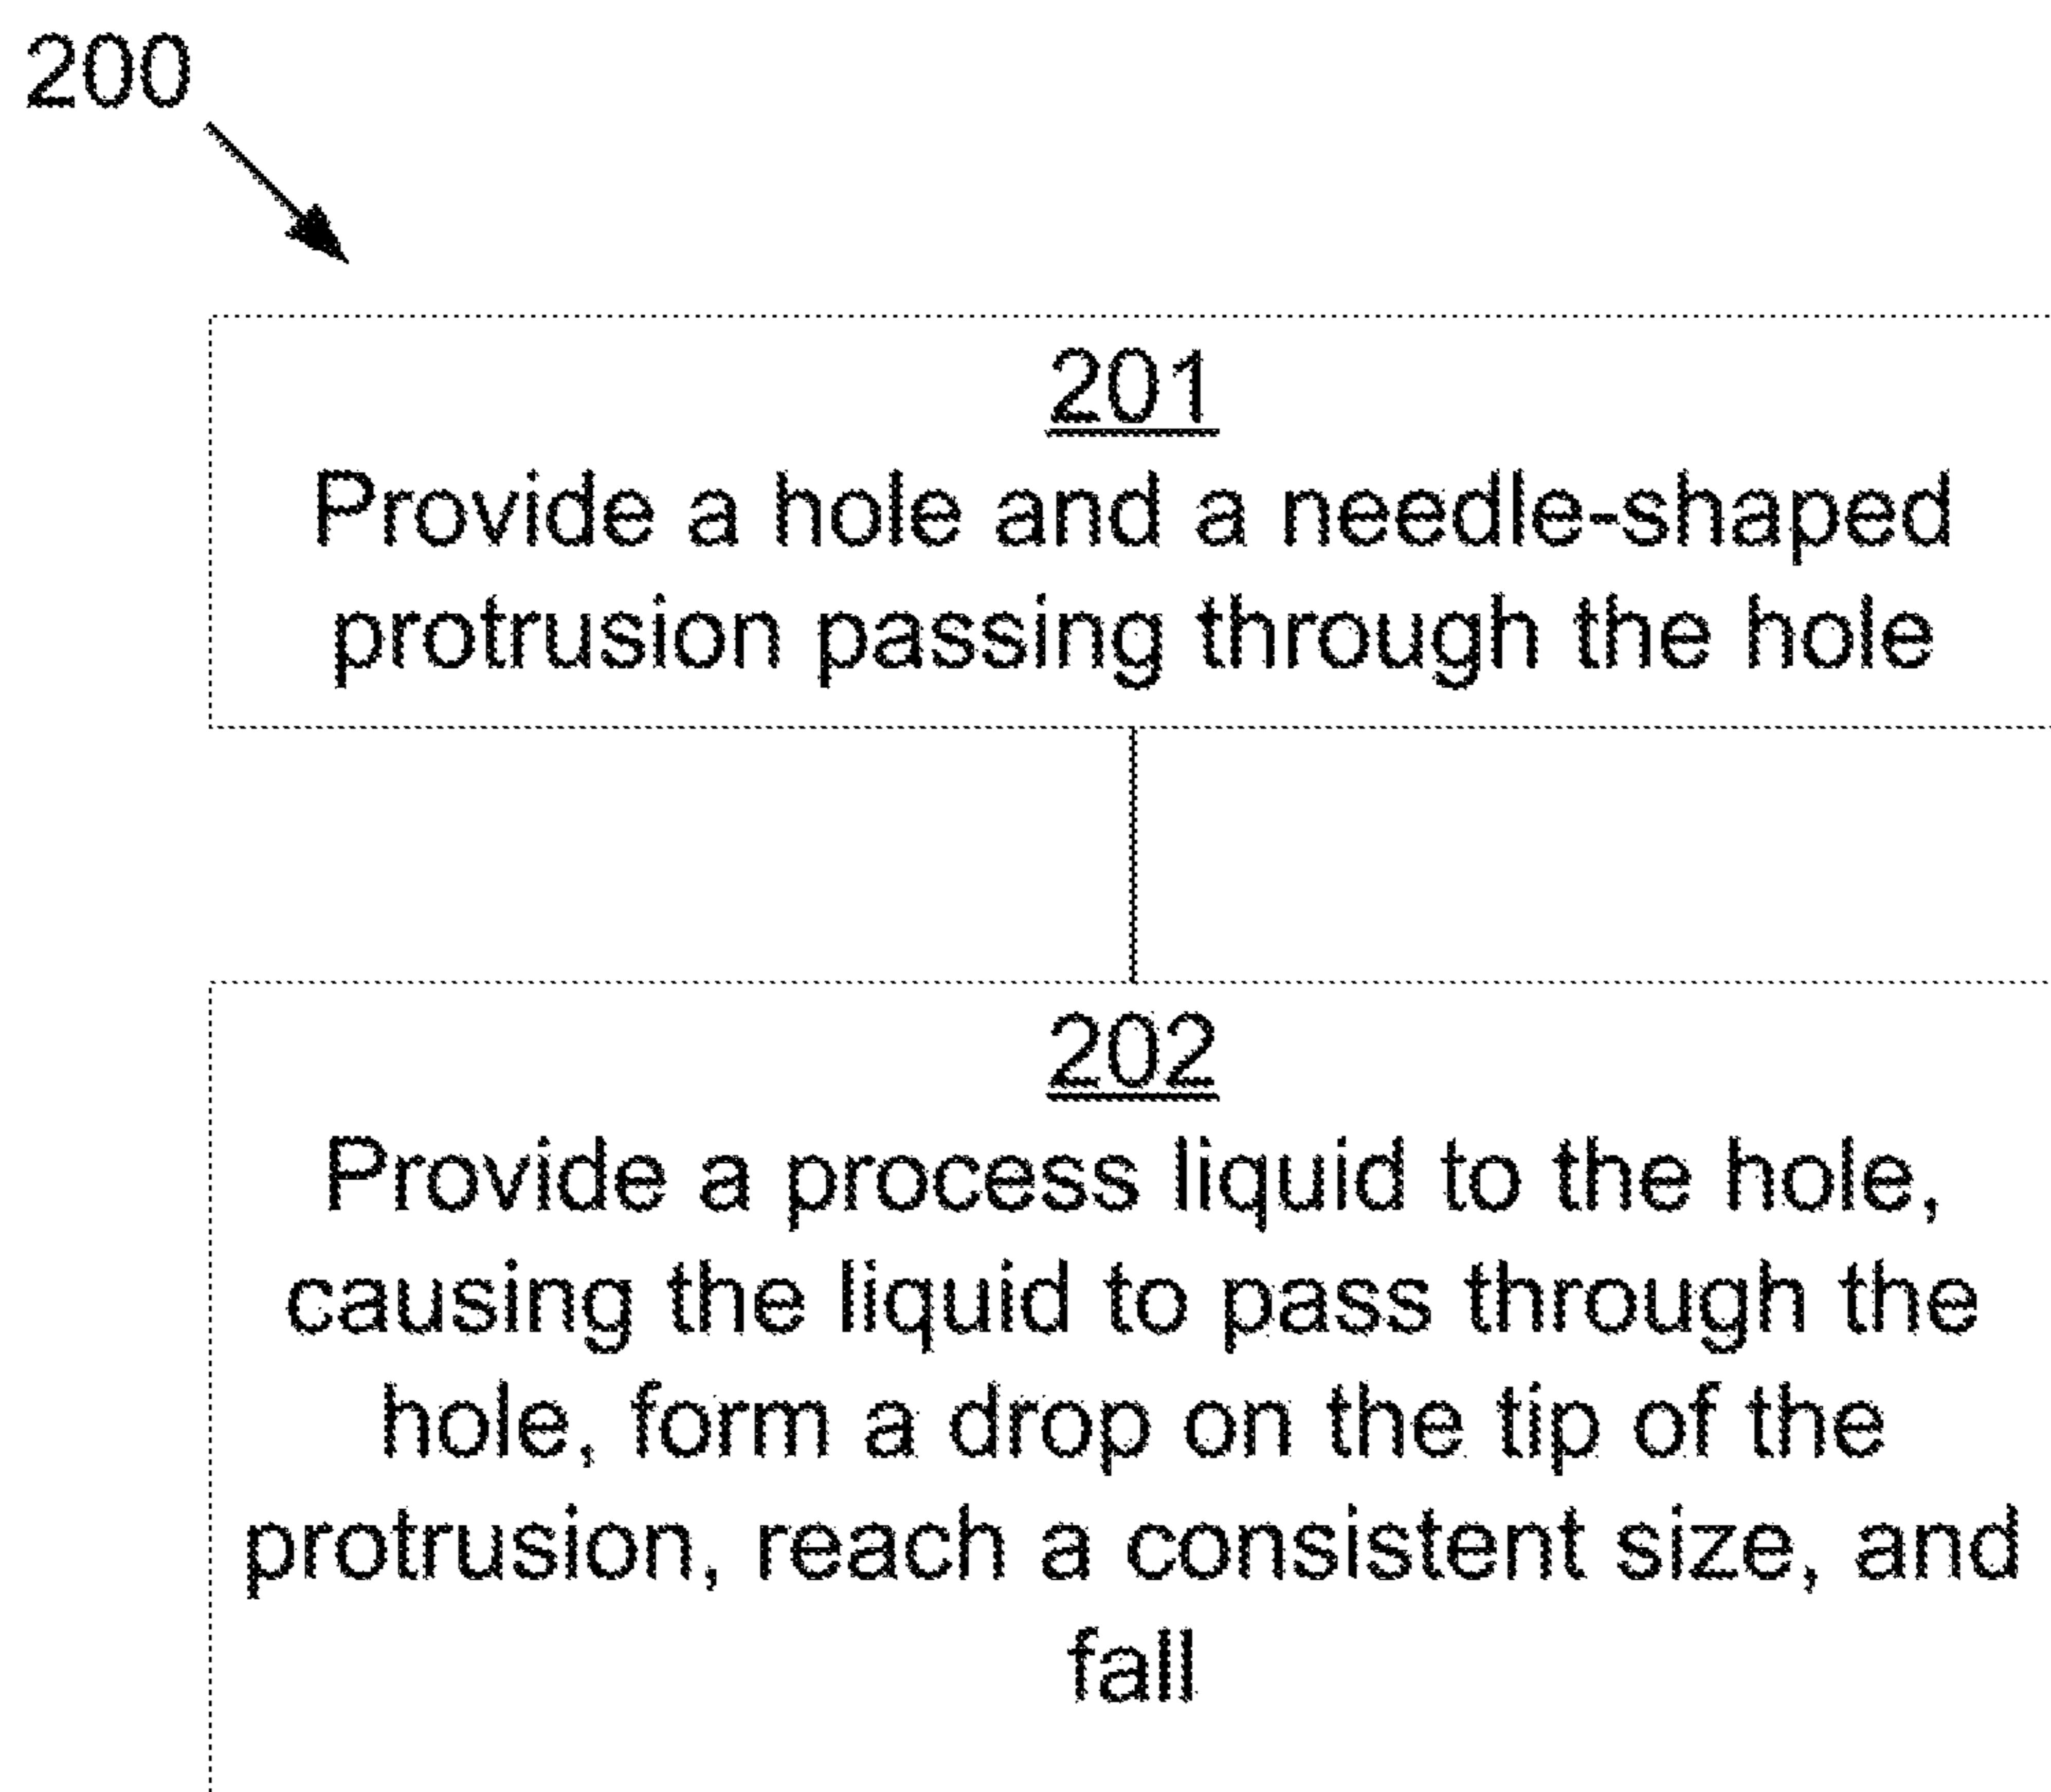 200
201
Provide a hole and a needle-shaped
protrusion passing through the hole
202
Provide a process liquid to the hole,
causing the liquid to pass through the
hole, form a drop on the tip of the
protrusion, reach a consistent size, and
fall